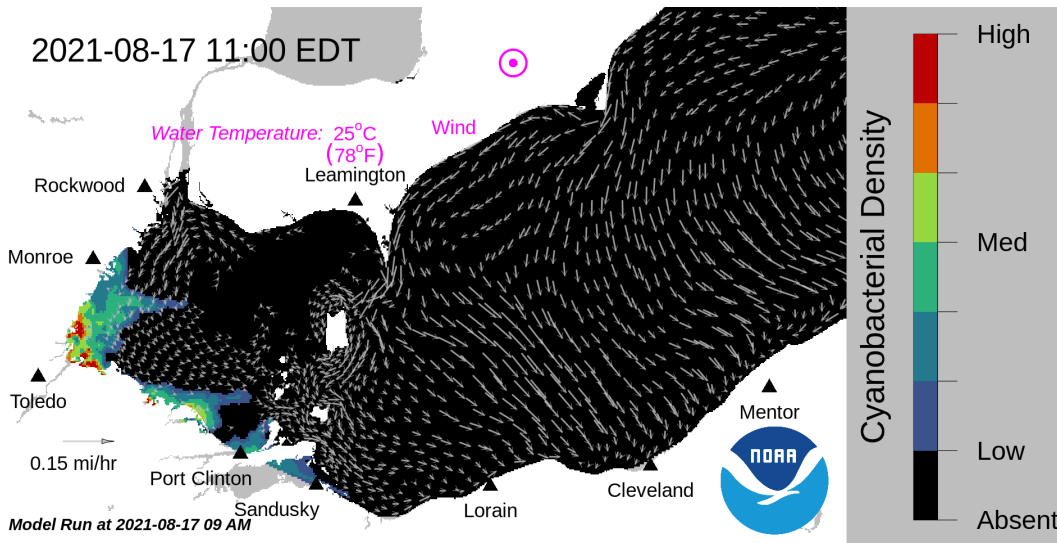 2021-08-17 11:00 EDT
Water Temperature: 25°C
(78°F)
Wind
Leamington
Rockwood
Monroe
Toledo
0.15 mi/hr
Port Clinton
Sandusky
Lorain
Cleveland
Mentor
NOAA
Model Run at 2021-08-17 09 AM
Cyanobacterial Density
High
Med
Low
Absent